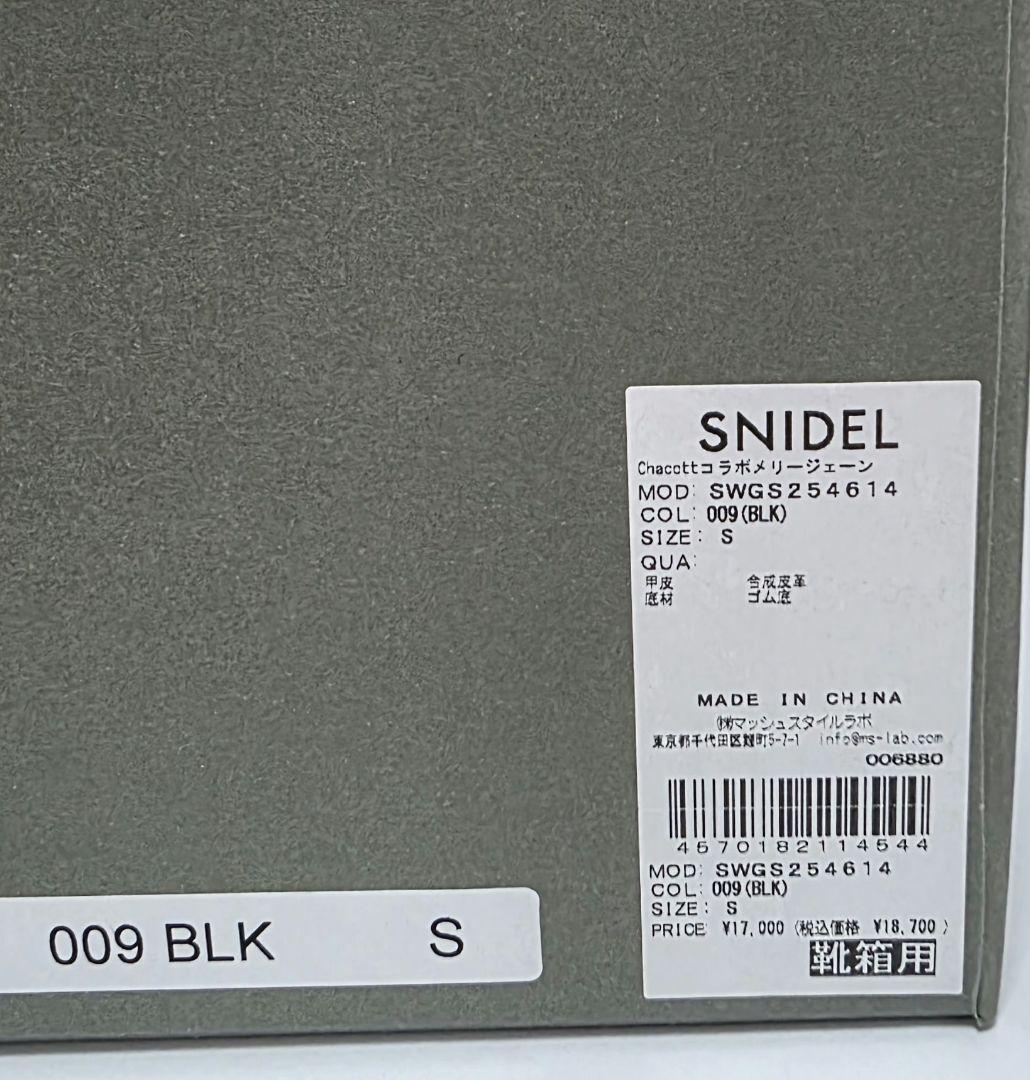 SNIDEL
Chacottコラボメリージェーン
MOD: SWGS254614
COL: 009(BLK)
SIZE: S
QUA:
甲皮 合成皮革
底材 ゴム底
MADE IN CHINA
㈱マッシュスタイルラボ
東京都千代田区麹町5-7-1 info@ms-lab.com
006880
4570182114544
MOD: SWGS254614
COL: 009(BLK)
SIZE: S
PRICE ¥17,000 (税込価格 ¥18,700)
靴箱用
009 BLK S